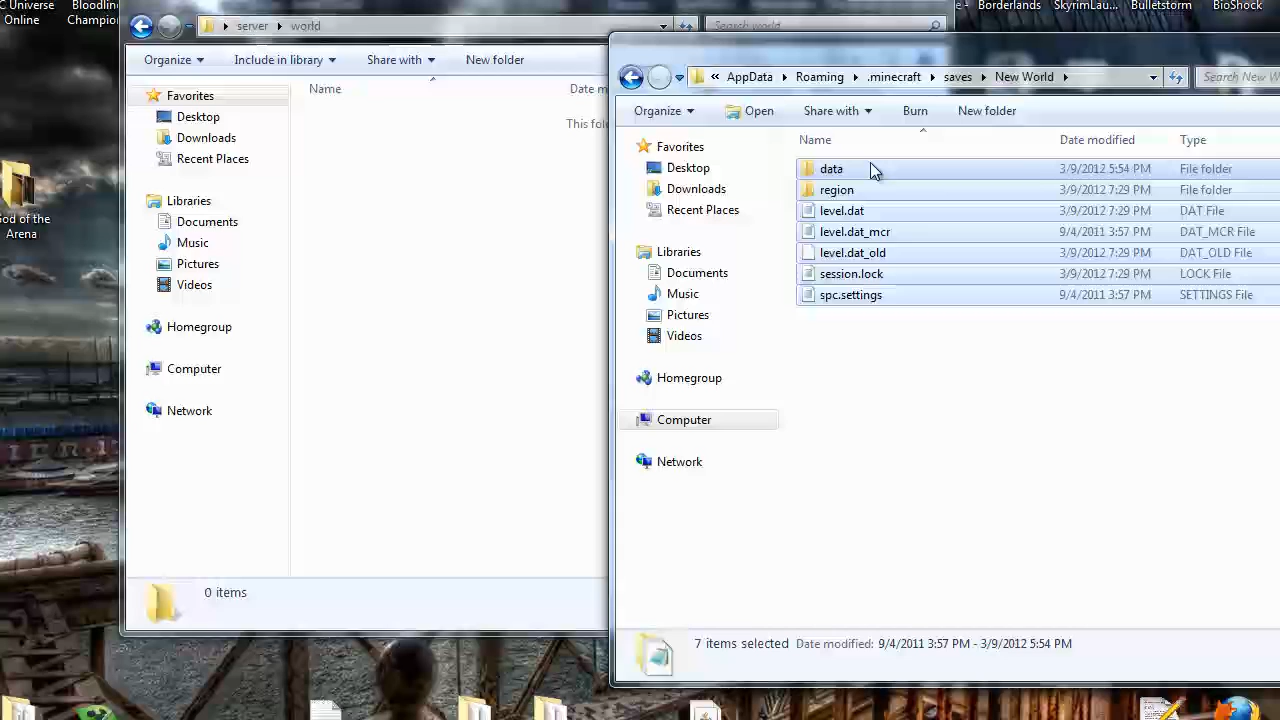 C Universe
Online
Bloodline
Champio
Borderlands
SkyrimLau...
Bulletstorm
BioShock
God of the
Arena
server
world
Search world
Organize
Include in library
Share with
New folder
Favorites
Desktop
Downloads
Recent Places
Libraries
Documents
Music
Pictures
Videos
Homegroup
Computer
Network
Name
Date m
This fol
0 items
« AppData Roaming .minecraft saves New World
Search New W
Organize
Open
Share with
Burn
New folder
Favorites
Desktop
Downloads
Recent Places
Libraries
Documents
Music
Pictures
Videos
Homegroup
Computer
Network
Name Date modified Type
data 3/9/2012 5:54 PM File folder
region 3/9/2012 7:29 PM File folder
level.dat 3/9/2012 7:29 PM DAT File
level.dat_mcr 9/4/2011 3:57 PM DAT_MCR File
level.dat_old 3/9/2012 7:29 PM DAT_OLD File
session.lock 3/9/2012 7:29 PM LOCK File
spc.settings 9/4/2011 3:57 PM SETTINGS File
7 items selected Date modified: 9/4/2011 3:57 PM - 3/9/2012 5:54 PM